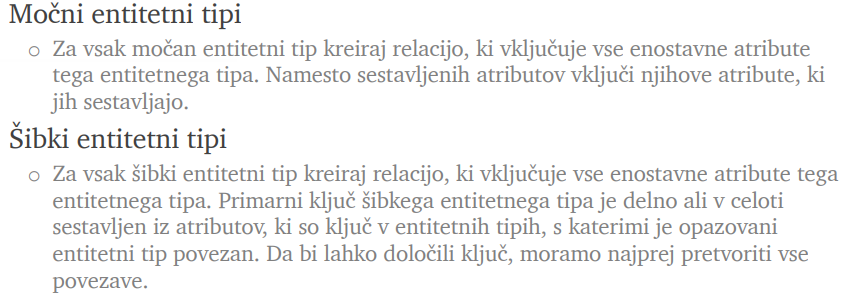 Močni entitetni tipi
○ Za vsak močan entitetni tip kreiraj relacijo, ki vključuje vse enostavne atribute
tega entitetnega tipa. Namesto sestavljenih atributov vključi njihove atribute, ki
jih sestavljajo.
Šibki entitetni tipi
○ Za vsak šibki entitetni tip kreiraj relacijo, ki vključuje vse enostavne atribute tega
entitetnega tipa. Primarni ključ šibkega entitetnega tipa je delno ali v celoti
sestavljen iz atributov, ki so ključ v entitetnih tipih, s katerimi je opazovani
entitetni tip povezan. Da bi lahko določili ključ, moramo najprej pretvoriti vse
povezave.